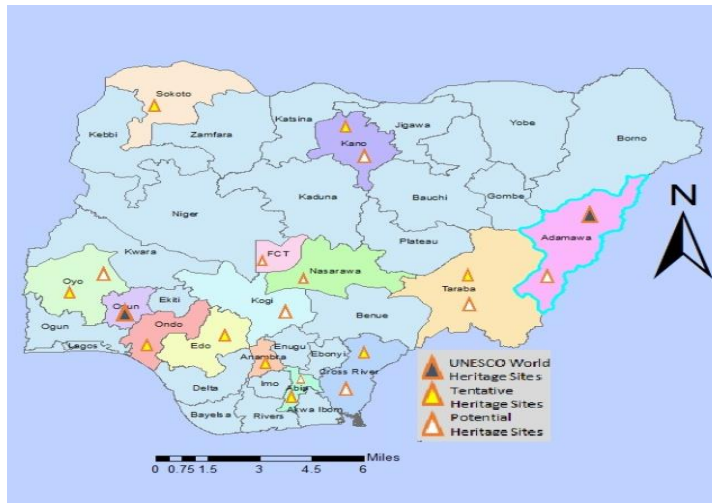 Sokoto
Katsina
Jigawa
Yobe
Borno
Kebbi
Zamfara
Kano
Kaduna
Bauchi
Gombe
Niger
Adamawa
N
Plateau
Kwara
FCT
Nasarawa
Oyo
Taraba
Osun
Ekiti
Kogi
Benue
Ogun
Ondo
Lagos
Edo
Enugu
Anambra
Ebonyi
Cross River
Delta
Imo
Abia
Bayelsa
Rivers
Akwa Ibom
UNESCO World
Heritage Sites
Tentative
Heritage Sites
Potential
Heritage Sites
Miles
0 0.75 1.5 3 4.5 6